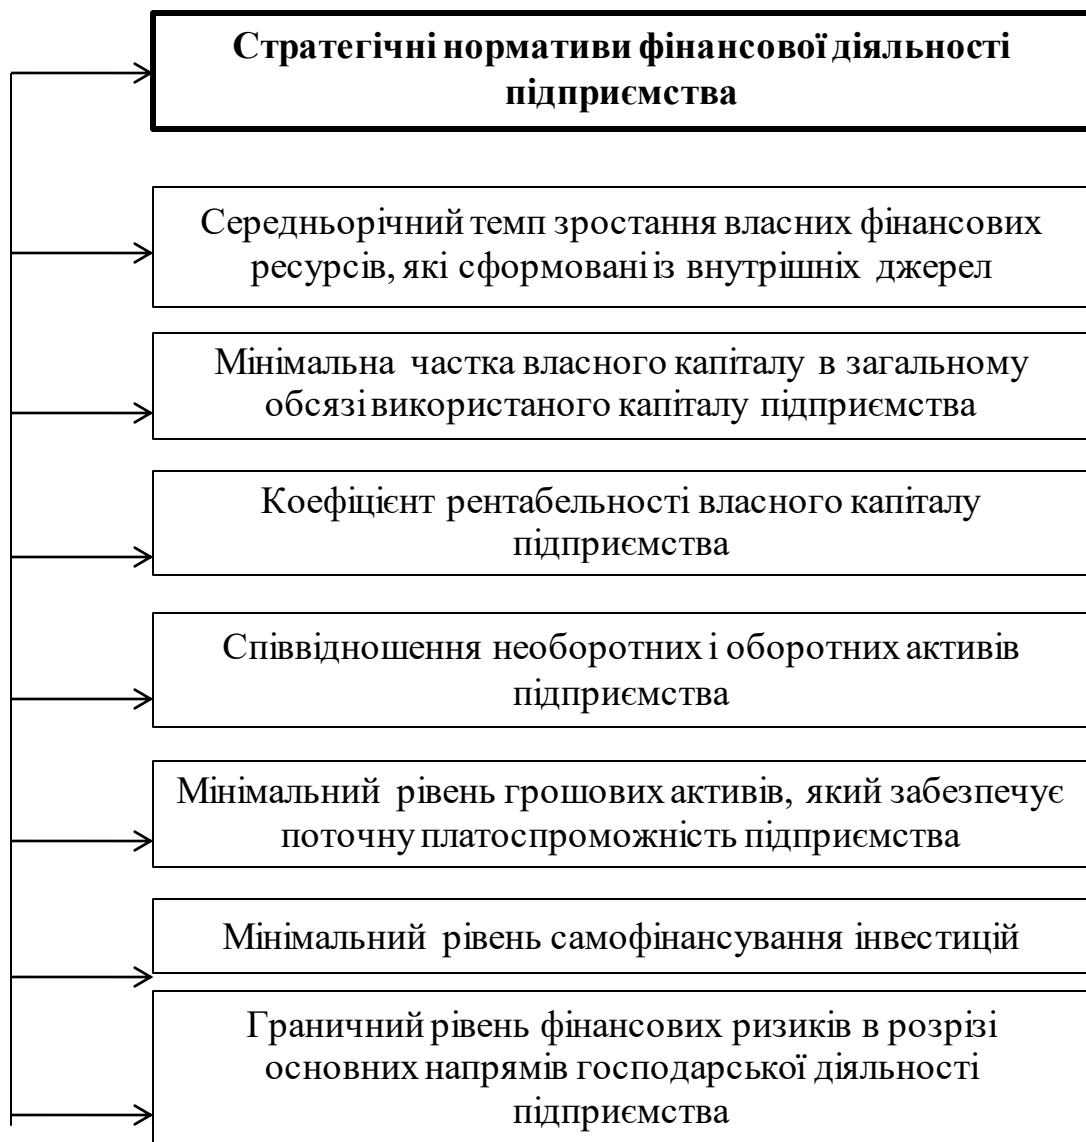 Стратегічні нормативи фінансової діяльності
підприємства
Середньорічний темп зростання власних фінансових
ресурсів, які сформовані із внутрішніх джерел
Мінімальна частка власного капіталу в загальному
обсязі використаного капіталу підприємства
Коефіцієнт рентабельності власного капіталу
підприємства
Співвідношення необоротних і оборотних активів
підприємства
Мінімальний рівень грошових активів, який забезпечує
поточну платоспроможність підприємства
Мінімальний рівень самофінансування інвестицій
Граничний рівень фінансових ризиків в розрізі
основних напрямів господарської діяльності
підприємства